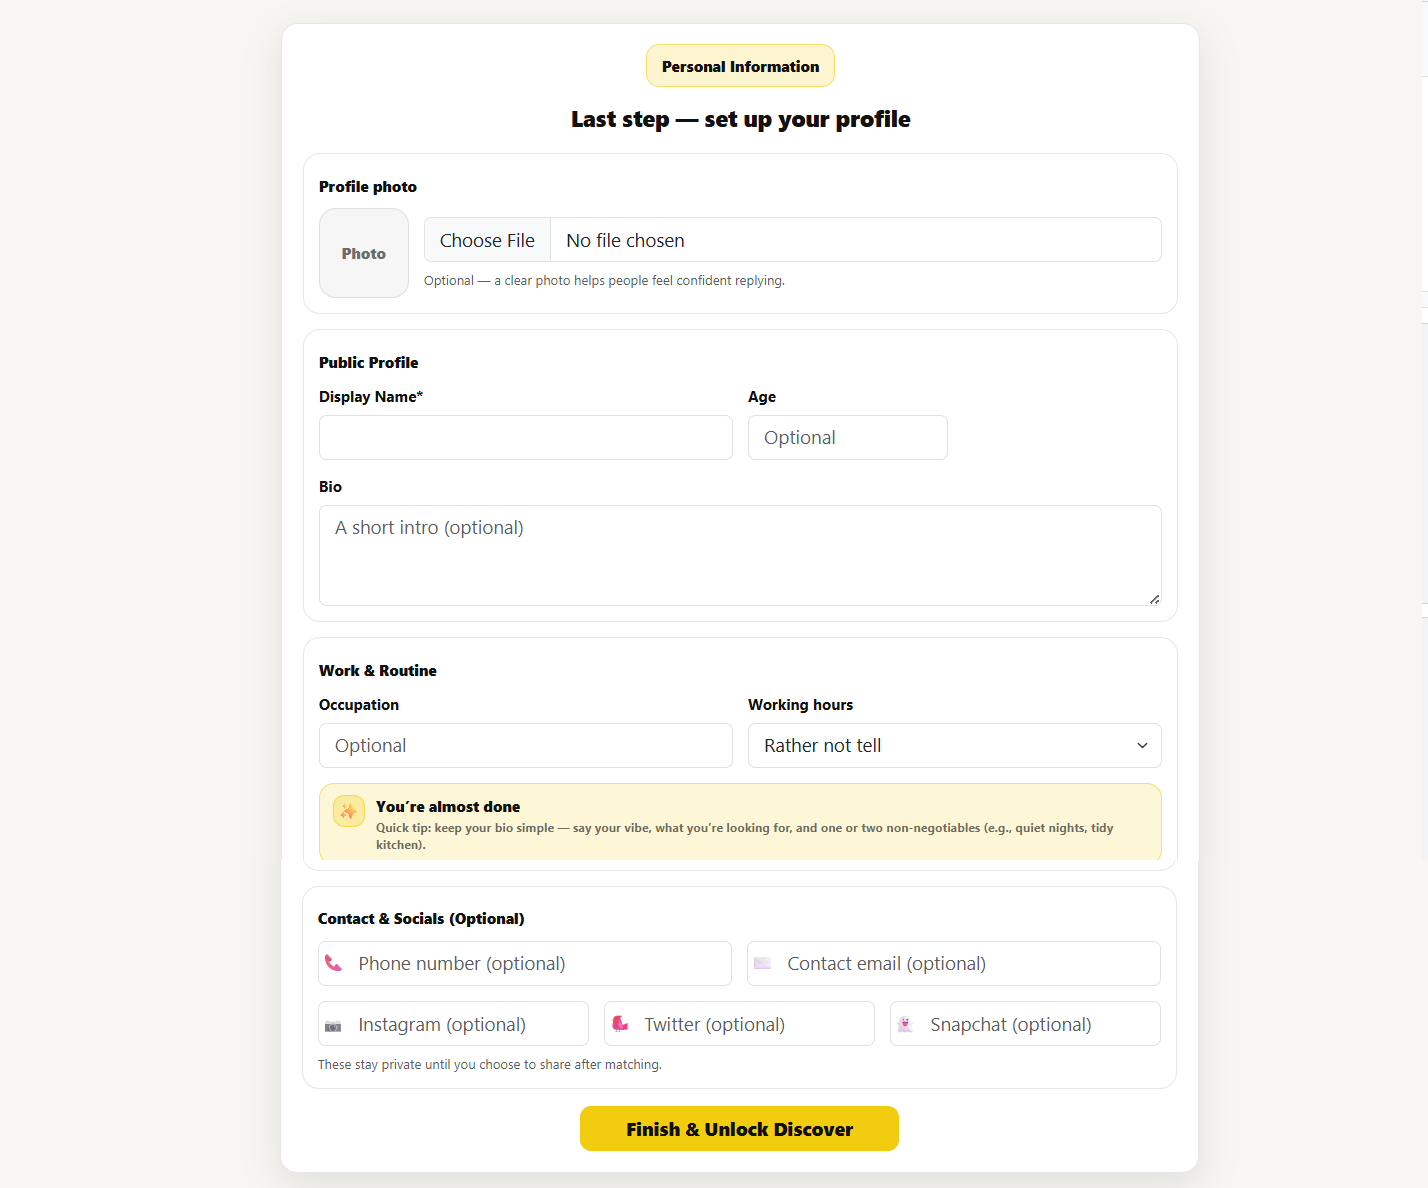 Personal Information
Last step — set up your profile
Profile photo
Photo
Choose File
No file chosen
Optional — a clear photo helps people feel confident replying.
Public Profile
Display Name*
Age
Optional
Bio
A short intro (optional)
Work & Routine
Occupation
Working hours
Optional
Rather not tell
You’re almost done
Quick tip: keep your bio simple — say your vibe, what you’re looking for, and one or two non-negotiables (e.g., quiet nights, tidy
kitchen).
Contact & Socials (Optional)
Phone number (optional)
Contact email (optional)
Instagram (optional)
Twitter (optional)
Snapchat (optional)
These stay private until you choose to share after matching.
Finish & Unlock Discover